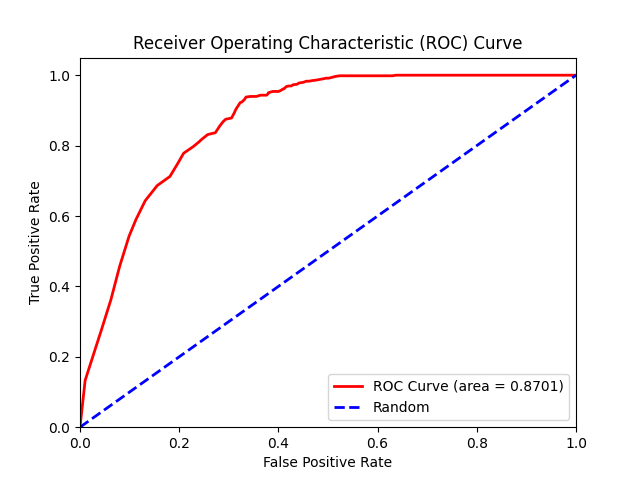 Receiver Operating Characteristic (ROC) Curve
True Positive Rate
1.0
0.8
0.6
0.4
0.2
0.0
0.0 0.2 0.4 0.6 0.8 1.0
False Positive Rate
ROC Curve (area = 0.8701)
Random